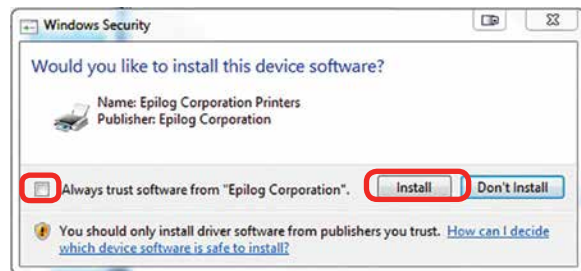 Windows Security
Would you like to install this device software?
Name: Epilog Corporation Printers
Publisher: Epilog Corporation
Always trust software from "Epilog Corporation".
Install
Don't Install
You should only install driver software from publishers you trust. How can I decide
which device software is safe to install?